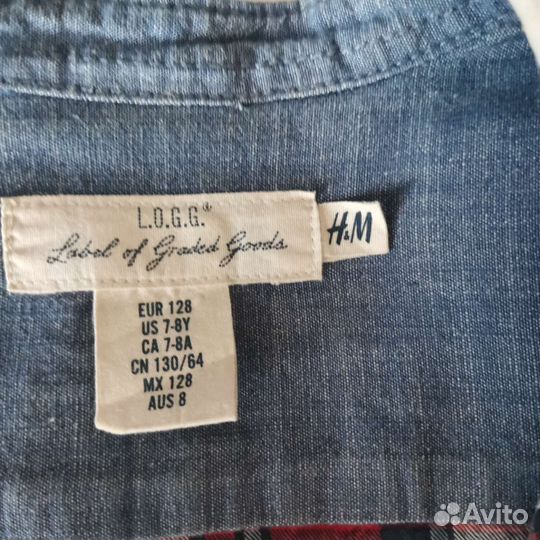 L.O.G.G.®
Label of Graded Goods
H&M
EUR 128
US 7-8Y
CA 7-8A
CN 130/64
MX 128
AUS 8
Avito